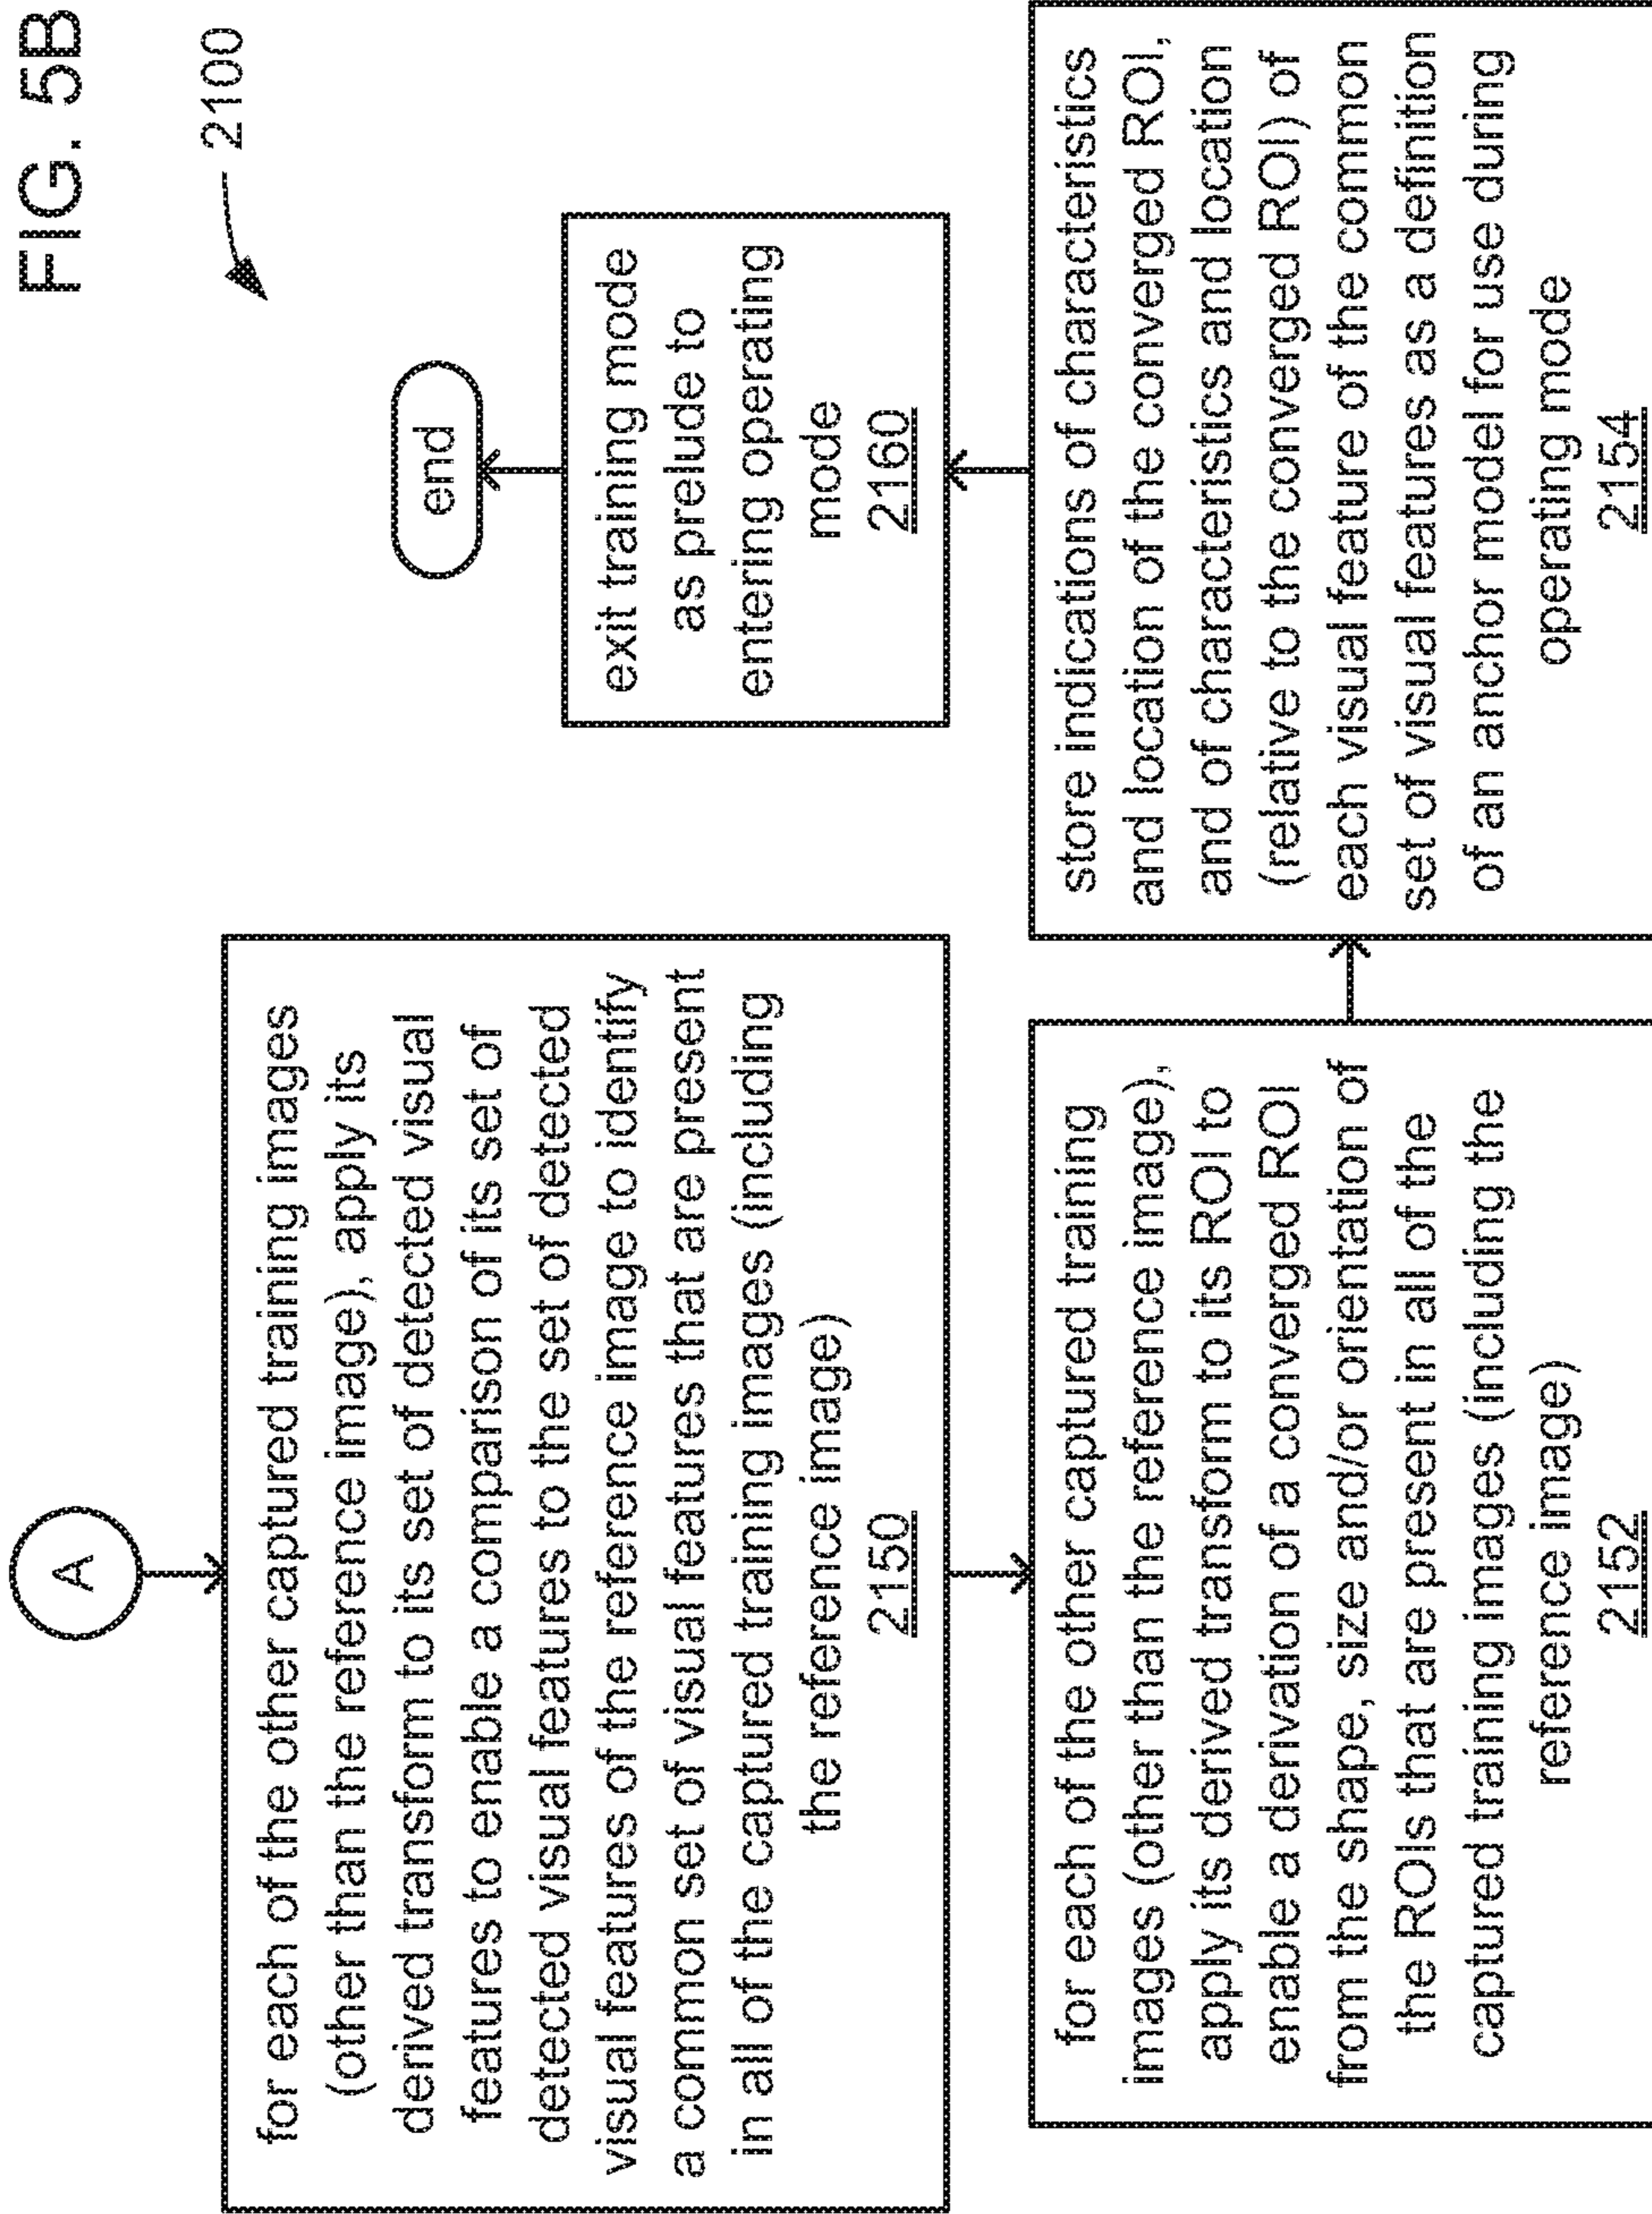 FIG. 5B
2100
A
for each of the other captured training images
(other than the reference image), apply its
derived transform to its set of detected visual
features to enable a comparison of its set of
detected visual features to the set of detected
visual features of the reference image to identify
a common set of visual features that are present
in all of the captured training images (including
the reference image)
2150
for each of the other captured training
images (other than the reference image),
apply its derived transform to its ROI to
enable a derivation of a converged ROI
from the shape, size and/or orientation of
the ROIs that are present in all of the
captured training images (including the
reference image)
2152
store indications of characteristics
and location of the converged ROI,
and of characteristics and location
(relative to the converged ROI) of
each visual feature of the common
set of visual features as a definition
of an anchor model for use during
operating mode
2154
exit training mode
as prelude to
entering operating
mode
2160
end